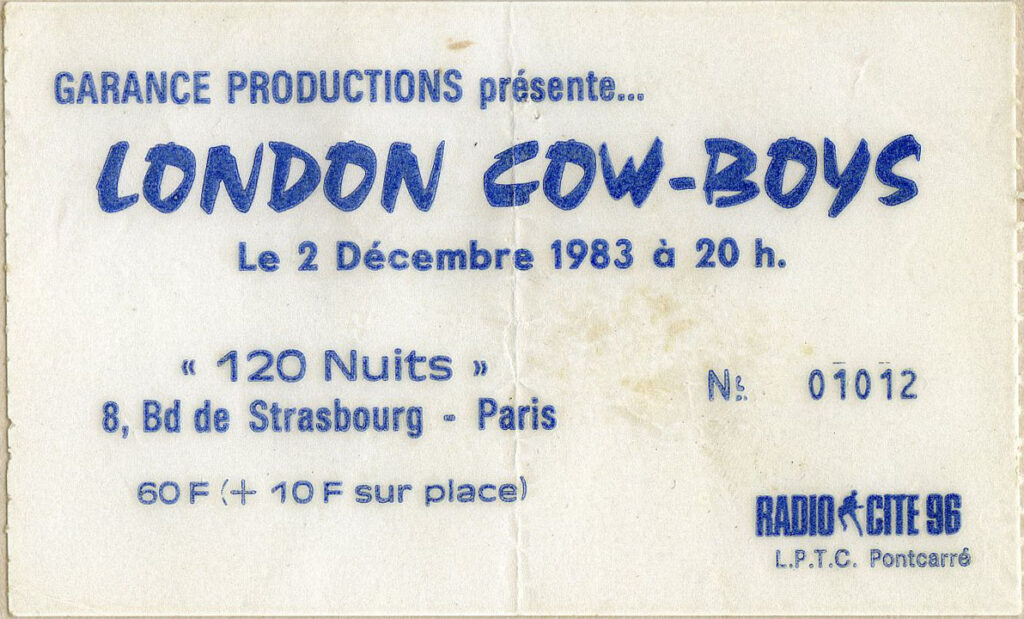 GARANCE PRODUCTIONS présente...
LONDON COW-BOYS
Le 2 Décembre 1983 à 20 h.
« 120 Nuits »
8, Bd de Strasbourg - Paris
Nº 01012
60 F (+ 10 F sur place)
RADIO CITE 96
L.P.T.C. Pontcarré